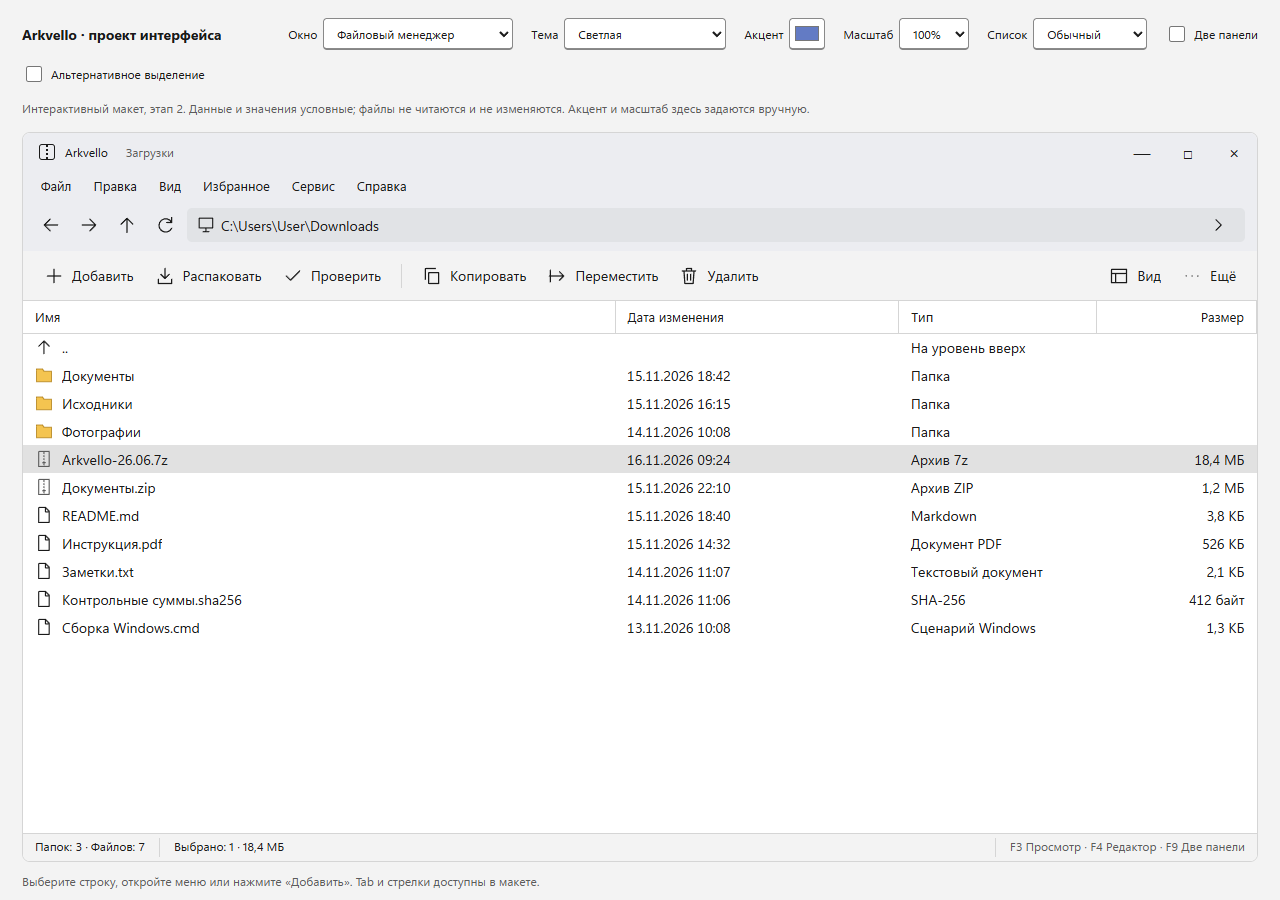 Arkvello · проект интерфейса Окно Файловый менеджер Тема Светлая Акцент Масштаб 100% Список Обычный Две панели
Альтернативное выделение
Интерактивный макет, этап 2. Данные и значения условные; файлы не читаются и не изменяются. Акцент и масштаб здесь задаются вручную.
Arkvello Загрузки
Файл Правка Вид Избранное Сервис Справка
C:\Users\User\Downloads
Добавить Распаковать Проверить Копировать Переместить Удалить Вид ··· Ещё
Имя Дата изменения Тип Размер
.. На уровень вверх
Документы 15.11.2026 18:42 Папка
Исходники 15.11.2026 16:15 Папка
Фотографии 14.11.2026 10:08 Папка
Arkvello-26.06.7z 16.11.2026 09:24 Архив 7z 18,4 МБ
Документы.zip 15.11.2026 22:10 Архив ZIP 1,2 МБ
README.md 15.11.2026 18:40 Markdown 3,8 КБ
Инструкция.pdf 15.11.2026 14:32 Документ PDF 526 КБ
Заметки.txt 14.11.2026 11:07 Текстовый документ 2,1 КБ
Контрольные суммы.sha256 14.11.2026 11:06 SHA-256 412 байт
Сборка Windows.cmd 13.11.2026 10:08 Сценарий Windows 1,3 КБ
Папок: 3 · Файлов: 7 Выбрано: 1 · 18,4 МБ F3 Просмотр · F4 Редактор · F9 Две панели
Выберите строку, откройте меню или нажмите «Добавить». Tab и стрелки доступны в макете.